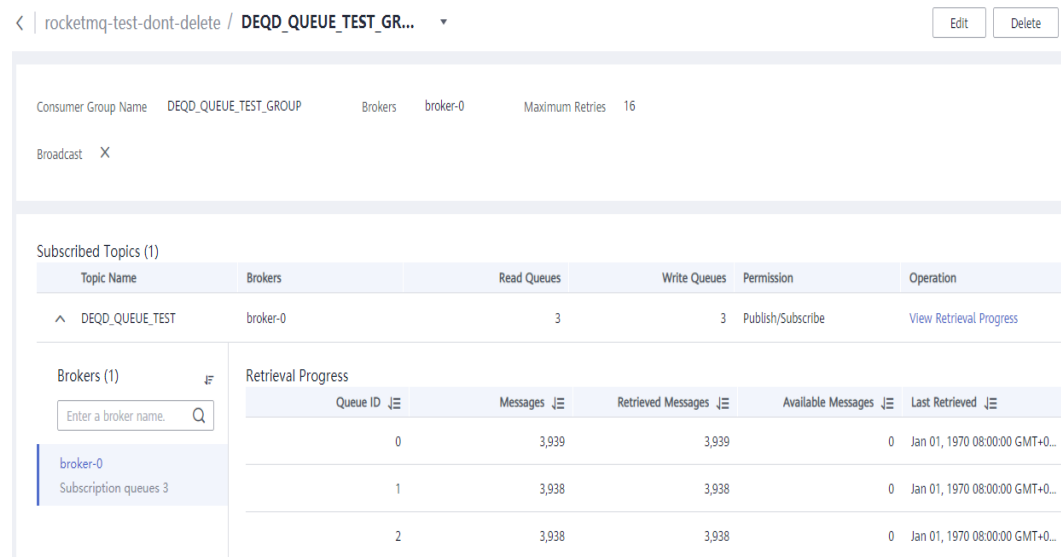 rocketmq-test-dont-delete / DEQD_QUEUE_TEST_GR... Edit Delete
Consumer Group Name DEQD_QUEUE_TEST_GROUP Brokers broker-0 Maximum Retries 16
Broadcast
Subscribed Topics (1)
Topic Name Brokers Read Queues Write Queues Permission Operation
DEQD_QUEUE_TEST broker-0 3 3 Publish/Subscribe View Retrieval Progress
Brokers (1)
Enter a broker name.
broker-0
Subscription queues 3
Retrieval Progress
Queue ID Messages Retrieved Messages Available Messages Last Retrieved
0 3,939 3,939 0 Jan 01, 1970 08:00:00 GMT+0...
1 3,938 3,938 0 Jan 01, 1970 08:00:00 GMT+0...
2 3,938 3,938 0 Jan 01, 1970 08:00:00 GMT+0...